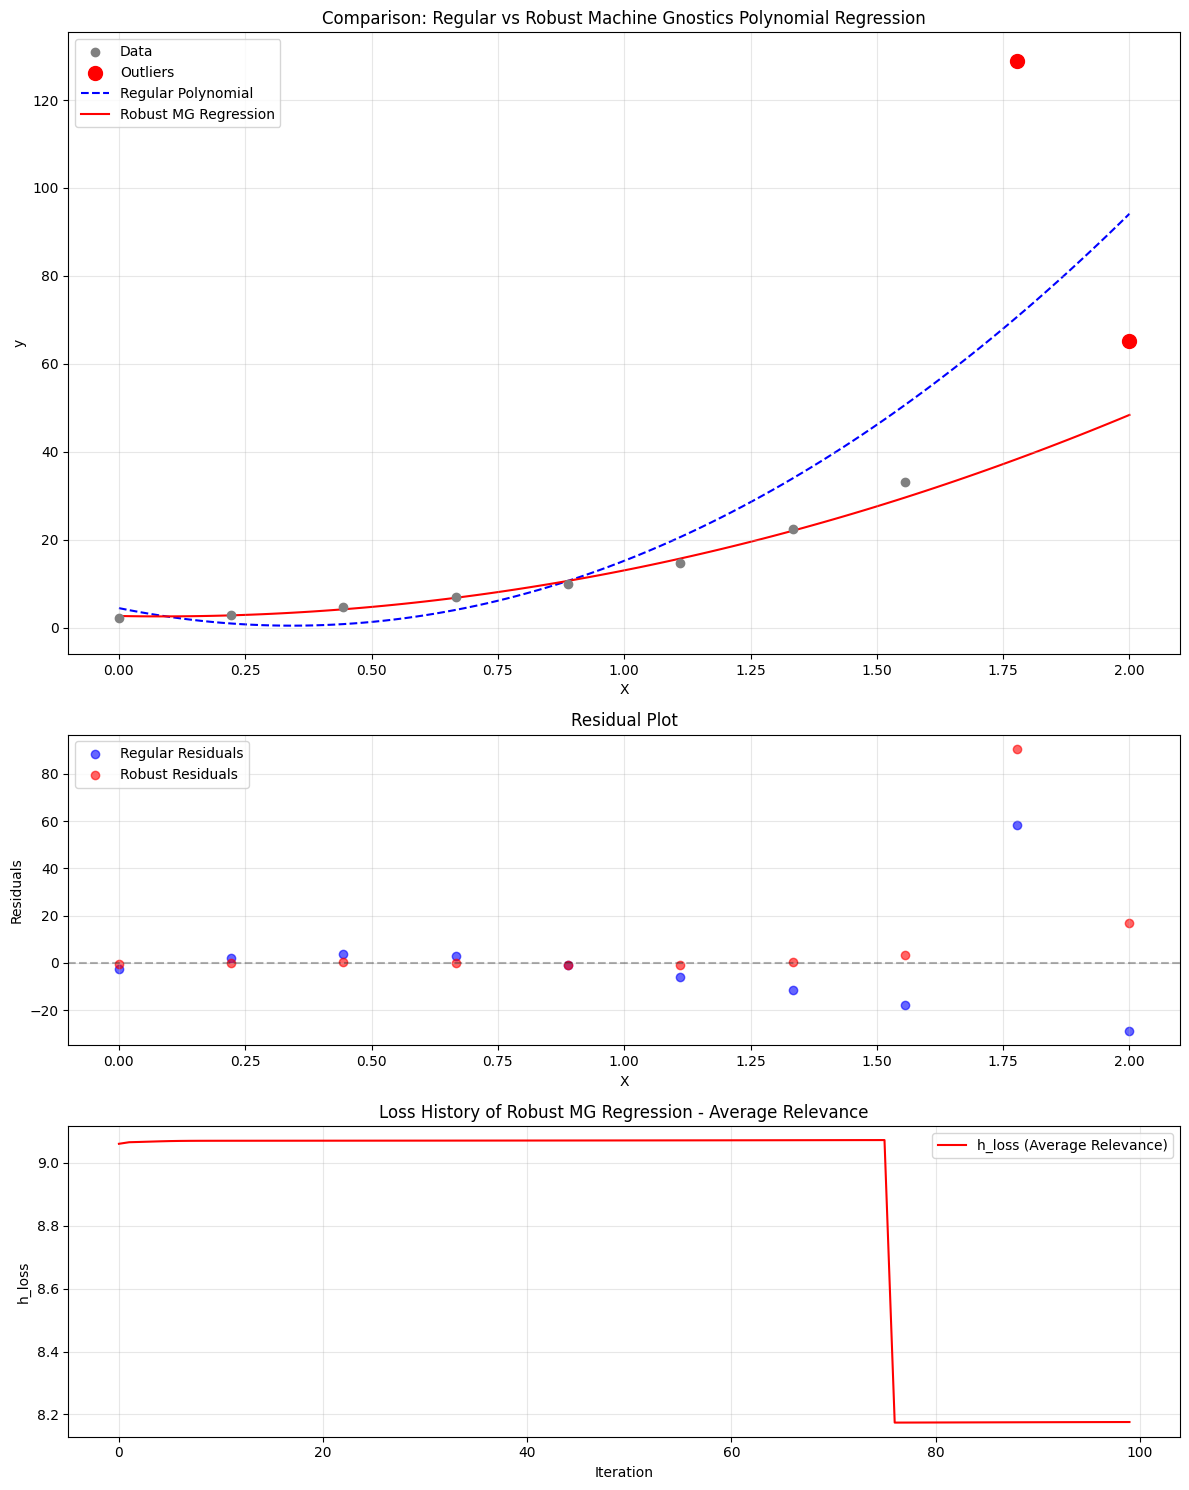 Comparison: Regular vs Robust Machine Gnostics Polynomial Regression
Data
Outliers
Regular Polynomial
Robust MG Regression
120
100
80
60
40
20
0
y
0.00 0.25 0.50 0.75 1.00 1.25 1.50 1.75 2.00
X
Residual Plot
Regular Residuals
Robust Residuals
80
60
40
20
0
−20
Residuals
0.00 0.25 0.50 0.75 1.00 1.25 1.50 1.75 2.00
X
Loss History of Robust MG Regression - Average Relevance
h_loss (Average Relevance)
9.0
8.8
8.6
8.4
8.2
h_loss
0 20 40 60 80 100
Iteration